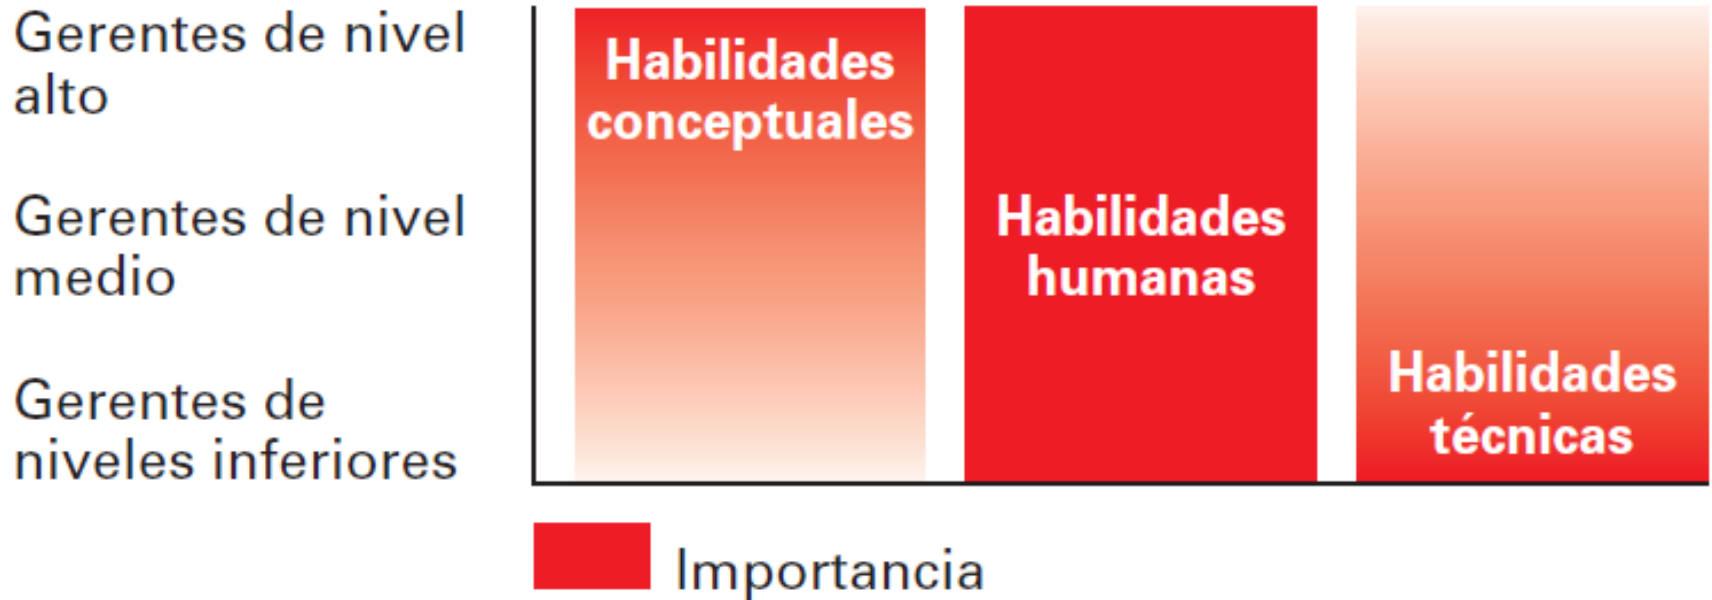 Gerentes de nivel
alto
Gerentes de nivel
medio
Gerentes de
niveles inferiores
Habilidades
conceptuales
Habilidades
humanas
Habilidades
técnicas
Importancia